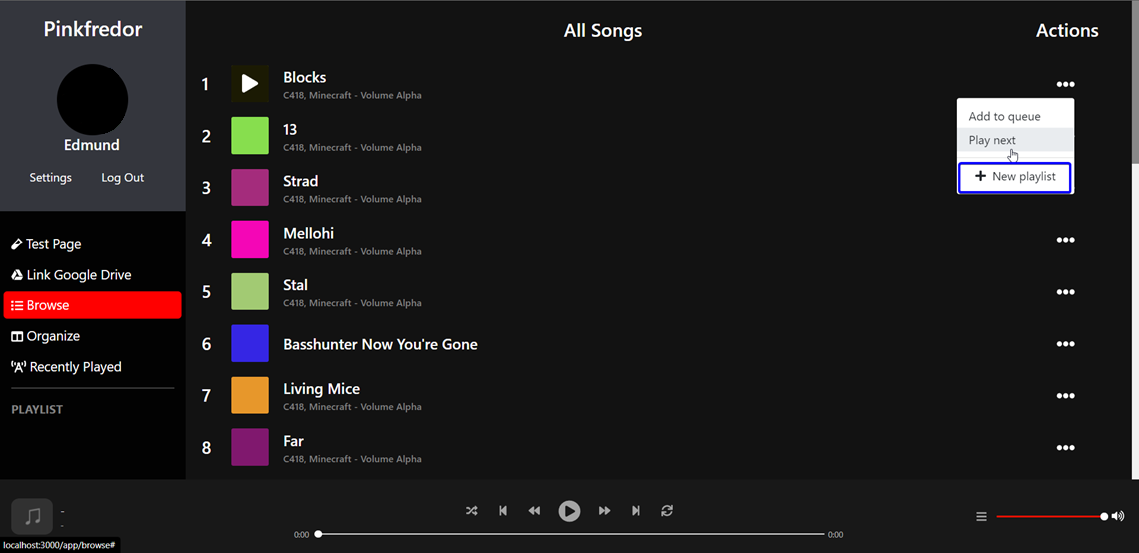 Pinkfredor
Edmund
Settings Log Out
Test Page
Link Google Drive
Browse
Organize
Recently Played
PLAYLIST
All Songs Actions
1 Blocks
C418, Minecraft - Volume Alpha
2 13
C418, Minecraft - Volume Alpha
3 Strad
C418, Minecraft - Volume Alpha
4 Mellohi
C418, Minecraft - Volume Alpha
5 Stal
C418, Minecraft - Volume Alpha
6 Basshunter Now You're Gone
7 Living Mice
C418, Minecraft - Volume Alpha
8 Far
C418, Minecraft - Volume Alpha
Add to queue
Play next
New playlist
-
-
0:00 0:00
localhost:3000/app/browse#